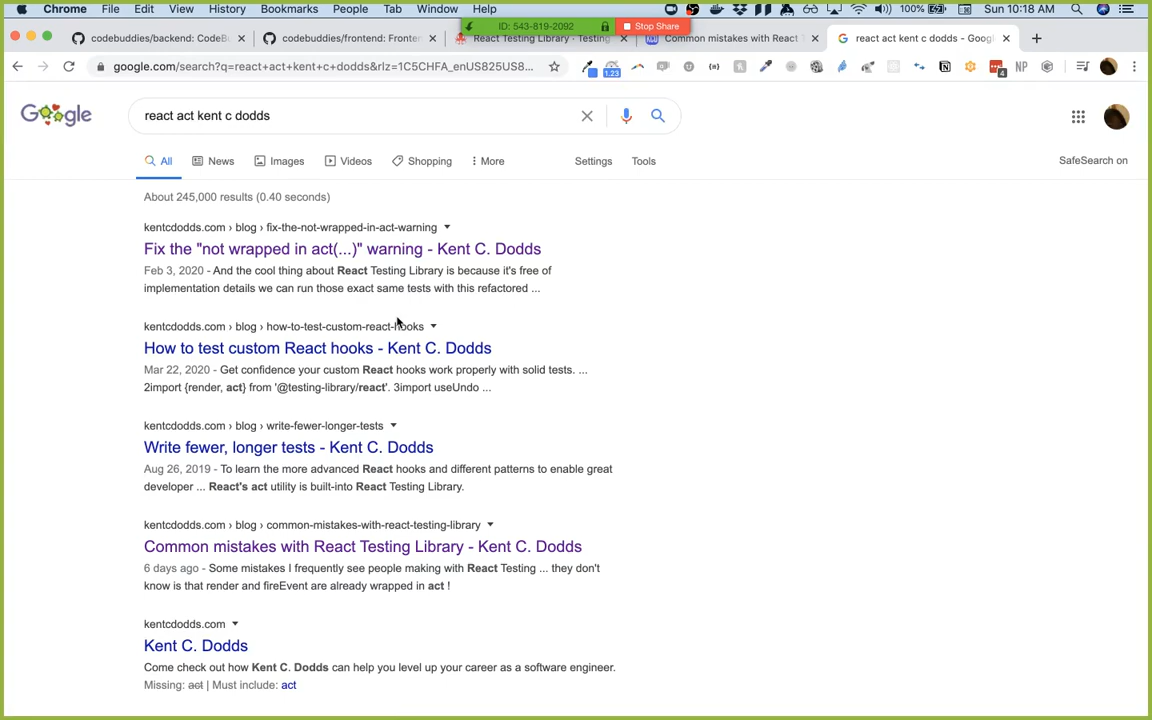 Chrome File Edit View History Bookmarks People Tab Window Help 100% Sun 10:18 AM
ID: 543-819-2092 Stop Share
codebuddies/backend: CodeB
codebuddies/frontend: Fronte
React Testing Library · Testing
Common mistakes with React T
react act kent c dodds - Googl
google.com/search?q=react+act+kent+c+dodds&rlz=1C5CHFA_enUS825US8...
1.23
4
NP
Google
react act kent c dodds
All News Images Videos Shopping More Settings Tools SafeSearch on
About 245,000 results (0.40 seconds)
kentcdodds.com › blog › fix-the-not-wrapped-in-act-warning
Fix the "not wrapped in act(...)" warning - Kent C. Dodds
Feb 3, 2020 - And the cool thing about React Testing Library is because it's free of
implementation details we can run those exact same tests with this refactored ...
kentcdodds.com › blog › how-to-test-custom-react-hooks
How to test custom React hooks - Kent C. Dodds
Mar 22, 2020 - Get confidence your custom React hooks work properly with solid tests. ...
2import {render, act} from '@testing-library/react'. 3import useUndo ...
kentcdodds.com › blog › write-fewer-longer-tests
Write fewer, longer tests - Kent C. Dodds
Aug 26, 2019 - To learn the more advanced React hooks and different patterns to enable great
developer ... React's act utility is built-into React Testing Library.
kentcdodds.com › blog › common-mistakes-with-react-testing-library
Common mistakes with React Testing Library - Kent C. Dodds
6 days ago - Some mistakes I frequently see people making with React Testing ... they don't
know is that render and fireEvent are already wrapped in act !
kentcdodds.com
Kent C. Dodds
Come check out how Kent C. Dodds can help you level up your career as a software engineer.
Missing: act | Must include: act